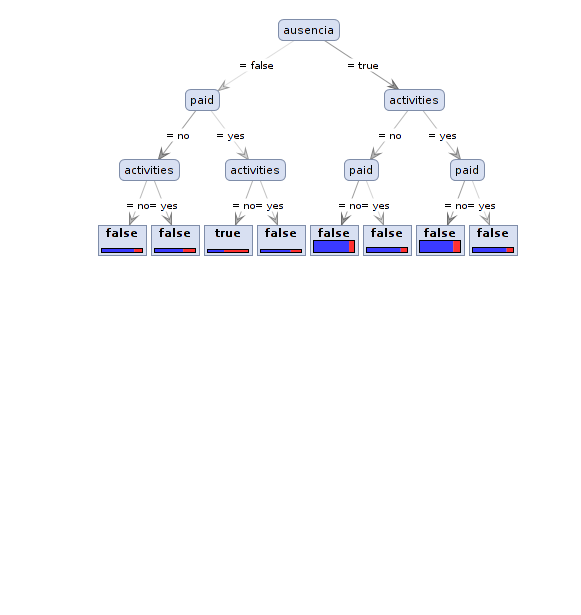 ausencia
= false
= true
paid
activities
= no
= yes
= no
= yes
activities
activities
paid
paid
= no= yes
= no= yes
= no= yes
= no= yes
false
false
true
false
false
false
false
false